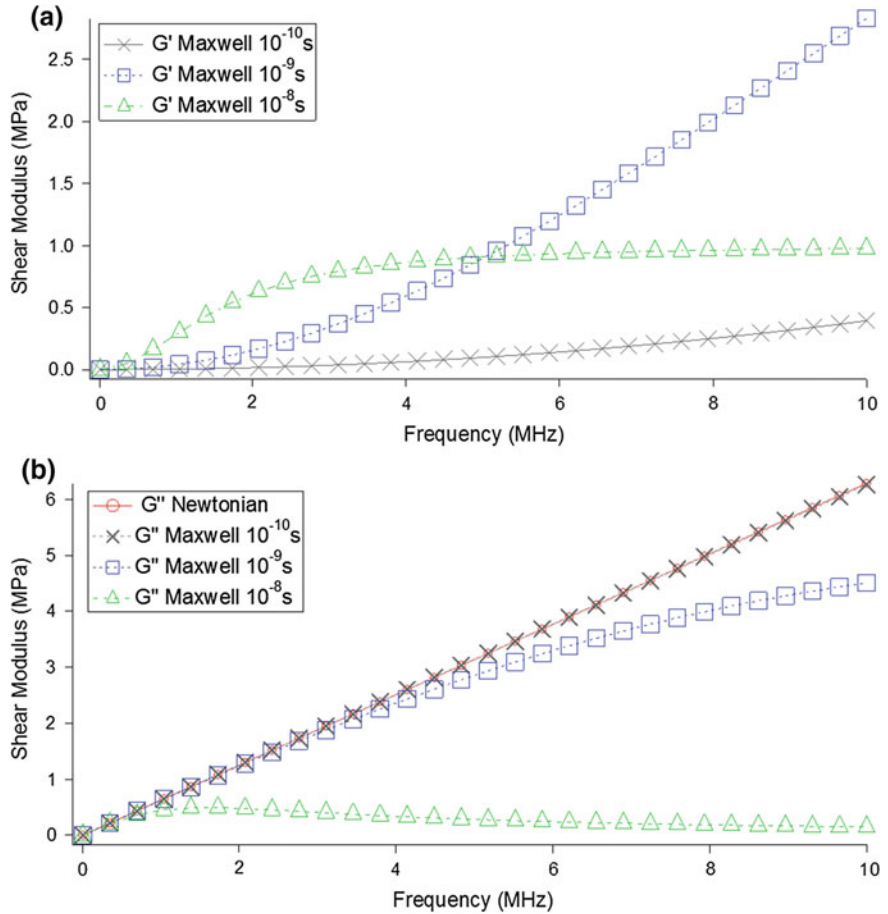 (a)
G' Maxwell 10⁻¹⁰s
G' Maxwell 10⁻⁹s
G' Maxwell 10⁻⁸s
2.5
2.0
1.5
1.0
0.5
0.0
Shear Modulus (MPa)
0 2 4 6 8 10
Frequency (MHz)
(b)
G'' Newtonian
G'' Maxwell 10⁻¹⁰s
G'' Maxwell 10⁻⁹s
G'' Maxwell 10⁻⁸s
6
5
4
3
2
1
0
Shear Modulus (MPa)
0 2 4 6 8 10
Frequency (MHz)